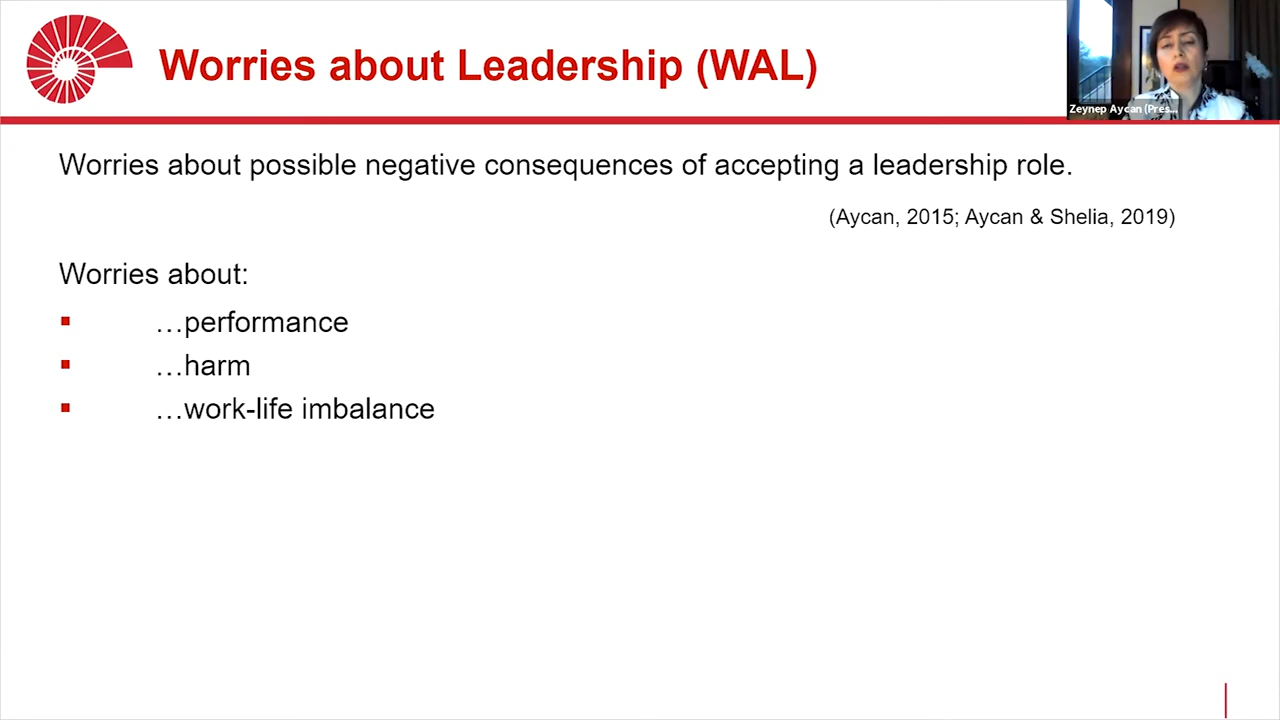 Worries about Leadership (WAL)
Zeynep Aycan (Pres...
Worries about possible negative consequences of accepting a leadership role.
(Aycan, 2015; Aycan & Shelia, 2019)
Worries about:
▪ …performance
▪ …harm
▪ …work-life imbalance